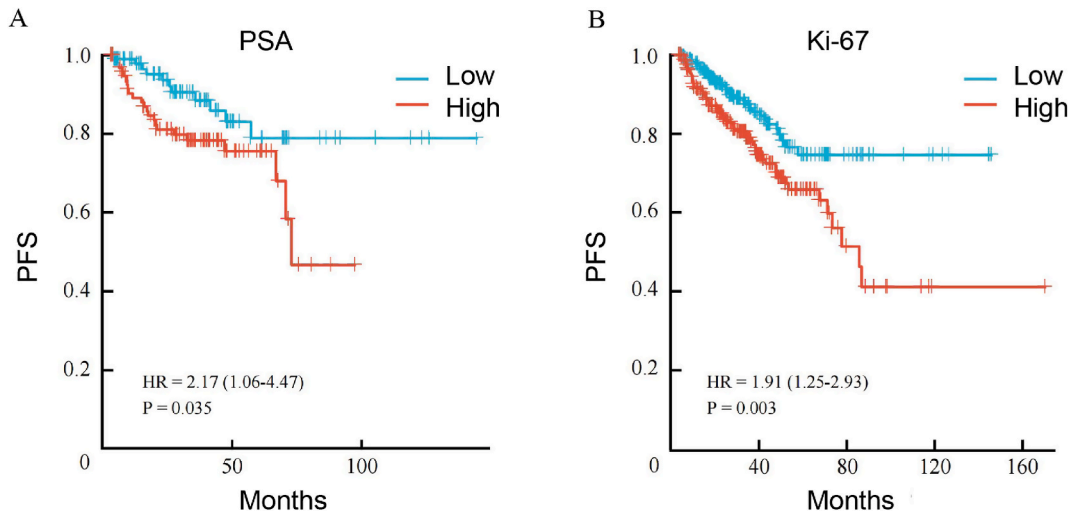 A
PSA
1.0
0.8
0.6
0.4
0.2
0
PFS
Low
High
HR = 2.17 (1.06-4.47)
P = 0.035
50
100
Months
B
Ki-67
1.0
0.8
0.6
0.4
0.2
0
PFS
Low
High
HR = 1.91 (1.25-2.93)
P = 0.003
40
80
120
160
Months